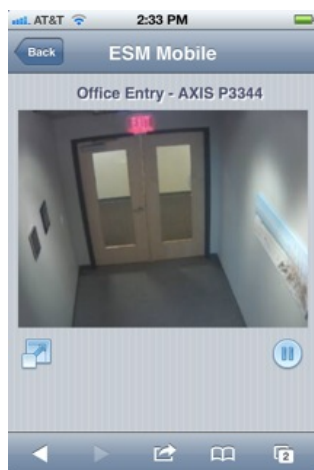 AT&T 2:33 PM
Back ESM Mobile
Office Entry - AXIS P3344
EXIT
2